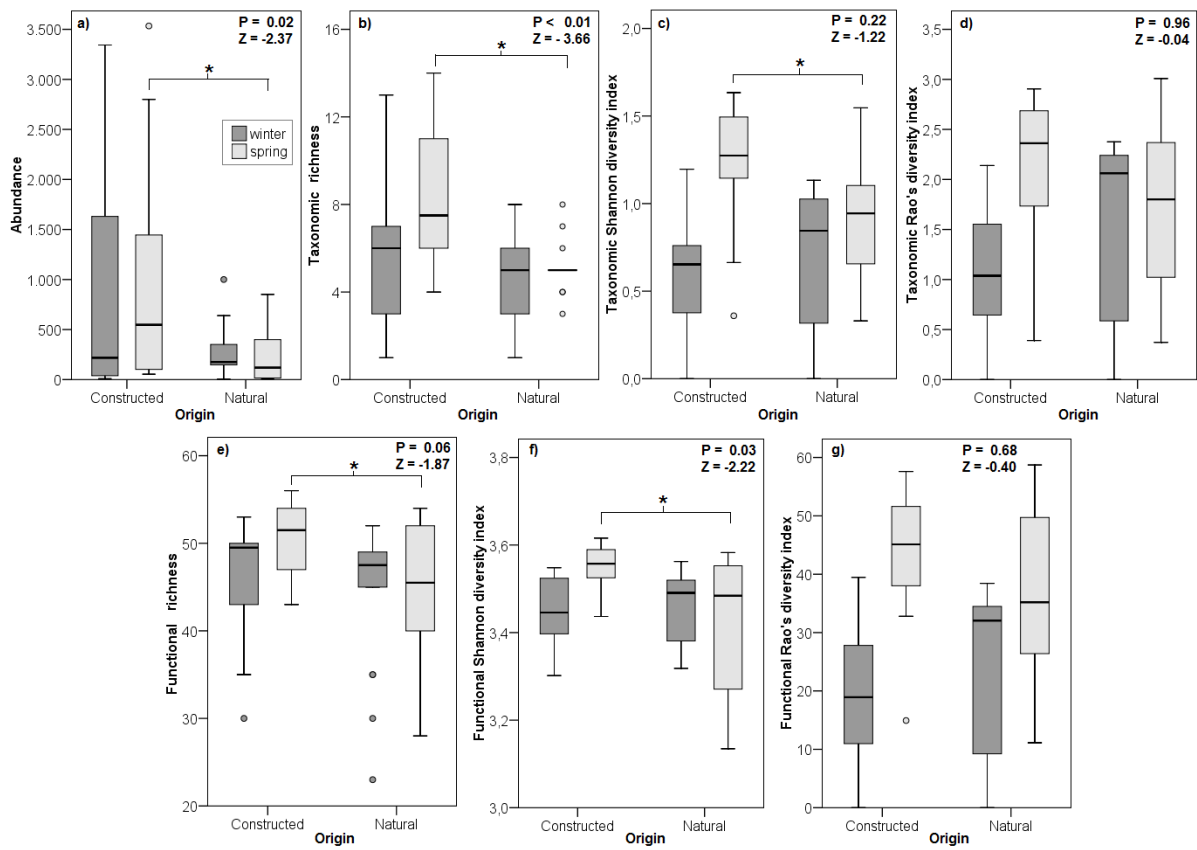 a)
P = 0.02
Z = -2.37
3.500
3.000
2.500
2.000
1.500
1.000
500
0
Abundance
*
winter
spring
Constructed Natural
Origin
b)
P < 0.01
Z = - 3.66
16
12
8
4
0
Taxonomic richness
*
Constructed Natural
Origin
c)
P = 0.22
Z = -1.22
2,0
1,5
1,0
0,5
0,0
Taxonomic Shannon diversity index
*
Constructed Natural
Origin
d)
P = 0.96
Z = -0.04
3,5
3,0
2,5
2,0
1,5
1,0
0,5
0,0
Taxonomic Rao's diversity index
Constructed Natural
Origin
e)
P = 0.06
Z = -1.87
60
50
40
30
20
Functional richness
*
Constructed Natural
Origin
f)
P = 0.03
Z = -2.22
3,8
3,6
3,4
3,2
3,0
Functional Shannon diversity index
*
Constructed Natural
Origin
g)
P = 0.68
Z = -0.40
60
50
40
30
20
10
0
Functional Rao's diversity index
Constructed Natural
Origin